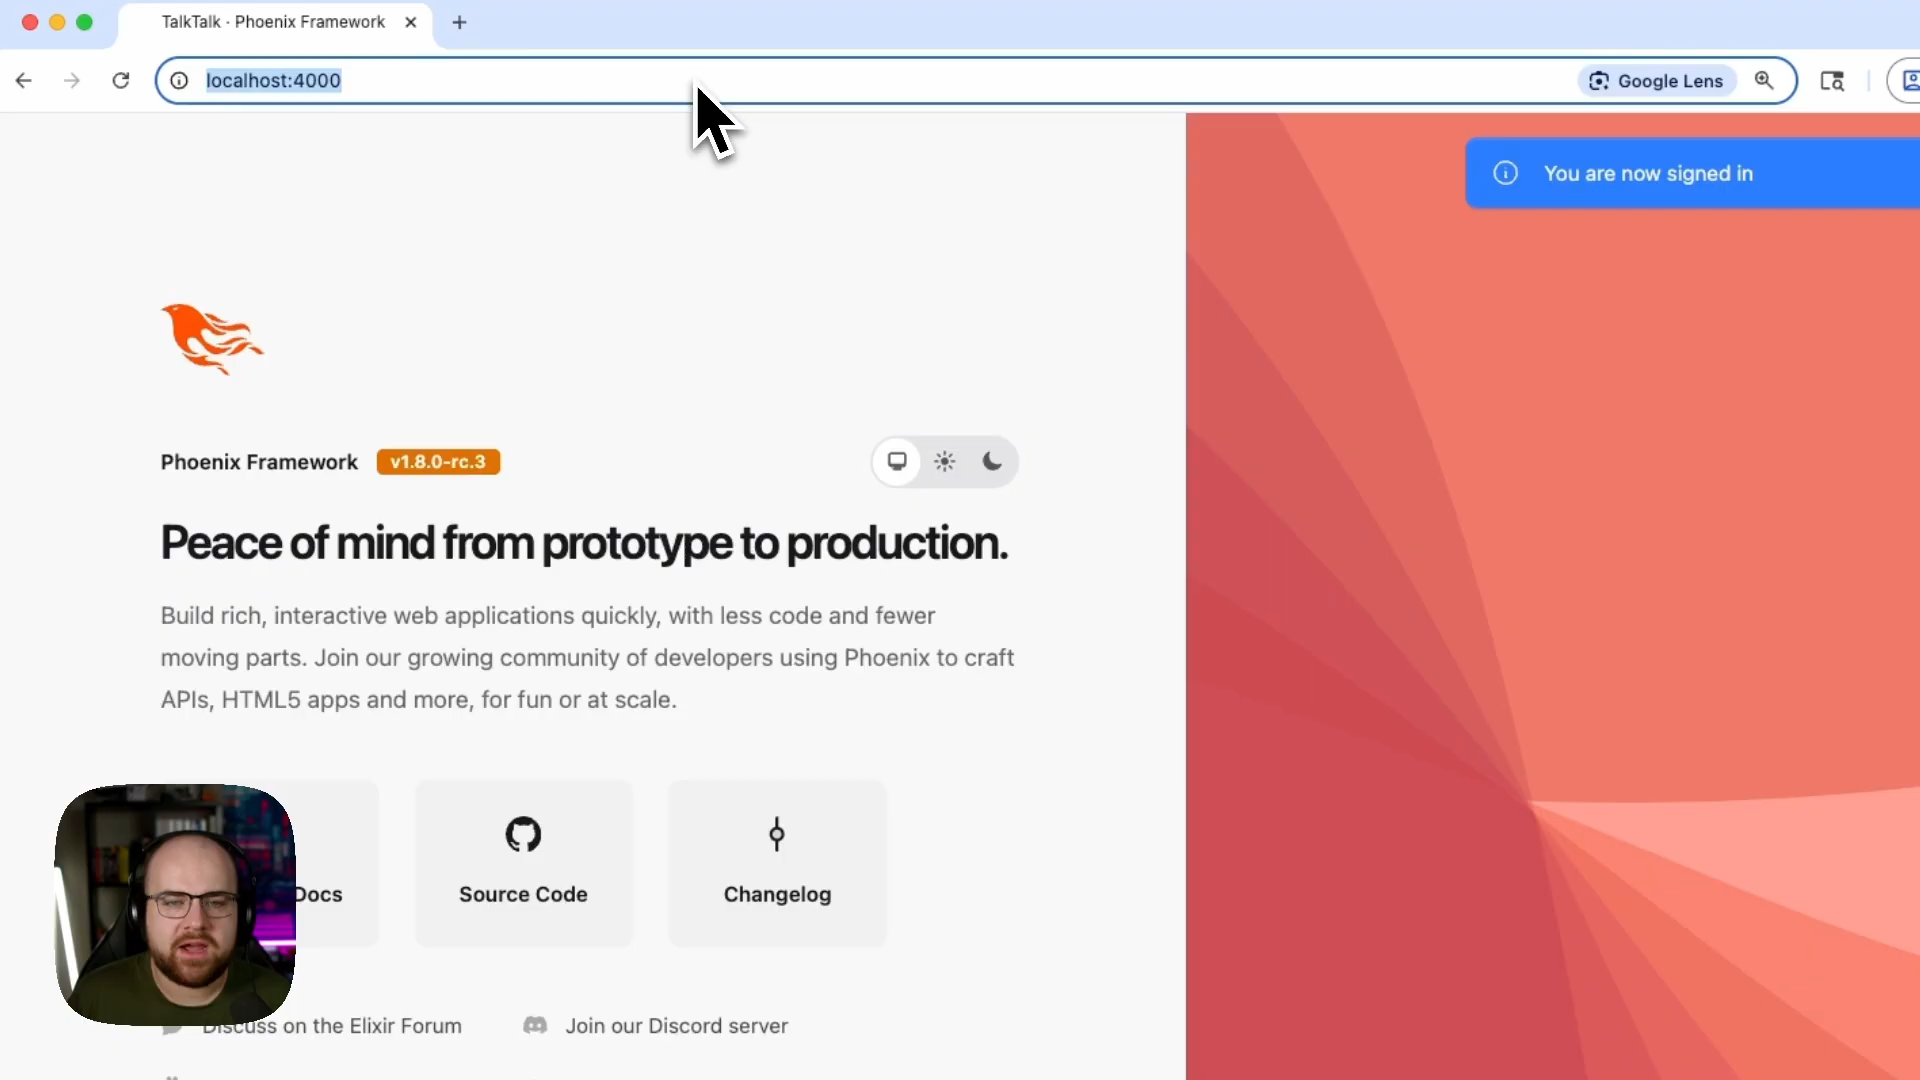 TalkTalk · Phoenix Framework
localhost:4000
Google Lens
You are now signed in
Phoenix Framework
v1.8.0-rc.3
Peace of mind from prototype to production.
Build rich, interactive web applications quickly, with less code and fewer
moving parts. Join our growing community of developers using Phoenix to craft
APIs, HTML5 apps and more, for fun or at scale.
Docs
Source Code
Changelog
Discuss on the Elixir Forum
Join our Discord server